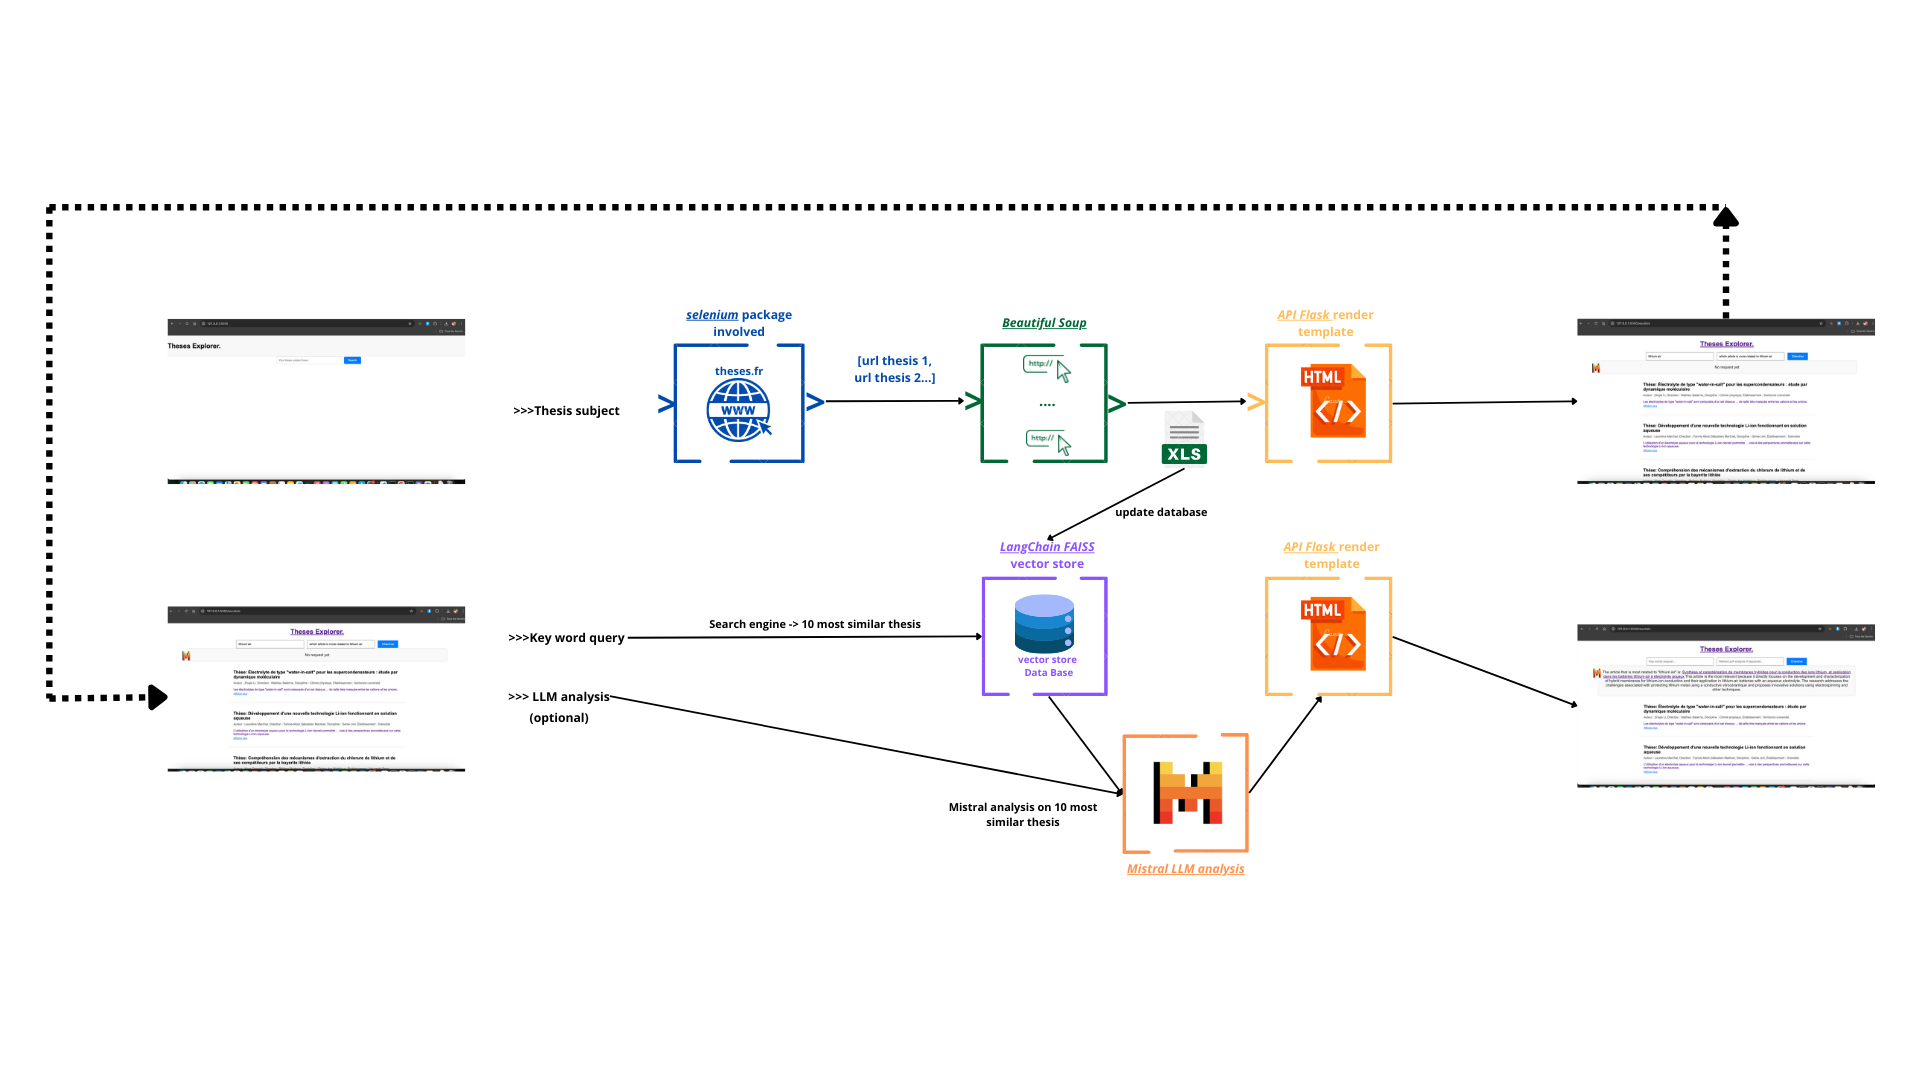 selenium package
involved
Beautiful Soup
API Flask render
template
Theses Explorer.
Search
theses.fr
WWW
>>>Thesis subject
[url thesis 1,
url thesis 2...]
http://
....
http://
XLS
HTML
</>
Theses Explorer.
No request yet
Thèse: Électrolyte de type "water-in-salt" pour les supercondensateurs : étude par
dynamique moléculaire
Thèse: Développement d'une nouvelle technologie Li-ion fonctionnant en solution
aqueuse
Thèse: Compréhension des mécanismes d'extraction du chlorure de lithium et de
ses compétiteurs par la bayerite lithiée
update database
LangChain FAISS
vector store
API Flask render
template
Theses Explorer.
No request yet
Thèse: Électrolyte de type "water-in-salt" pour les supercondensateurs : étude par
dynamique moléculaire
Thèse: Développement d'une nouvelle technologie Li-ion fonctionnant en solution
aqueuse
Thèse: Compréhension des mécanismes d'extraction du chlorure de lithium et de
ses compétiteurs par la bayerite lithiée
>>>Key word query
Search engine -> 10 most similar thesis
vector store
Data Base
HTML
</>
>>> LLM analysis
(optional)
Mistral analysis on 10 most
similar thesis
Mistral LLM analysis
Theses Explorer.
Thèse: Électrolyte de type "water-in-salt" pour les supercondensateurs : étude par
dynamique moléculaire
Thèse: Développement d'une nouvelle technologie Li-ion fonctionnant en solution
aqueuse